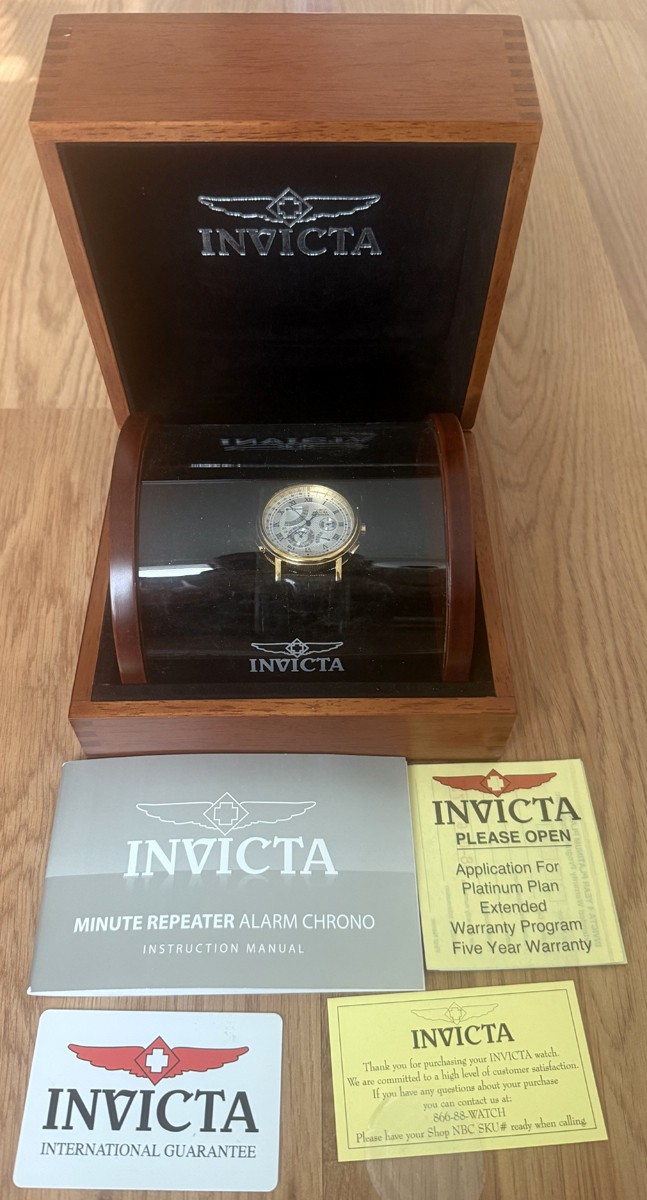 INVICTA
INVICTA
INVICTA
INVICTA
MINUTE REPEATER ALARM CHRONO
INSTRUCTION MANUAL
INVICTA
PLEASE OPEN
Application For
Platinum Plan
Extended
Warranty Program
Five Year Warranty
INVICTA
INTERNATIONAL GUARANTEE
INVICTA
Thank you for purchasing your INVICTA watch.
We are committed to a high level of customer satisfaction.
If you have any questions about your purchase
you can contact us at:
866-88-WATCH
Please have your Shop NBC SKU# ready when calling.